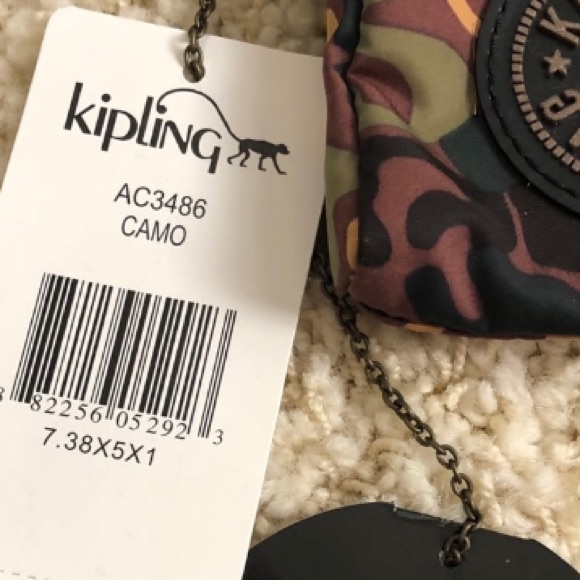 kipling
AC3486
CAMO
8 82256 05292 3
7.38X5X1
K